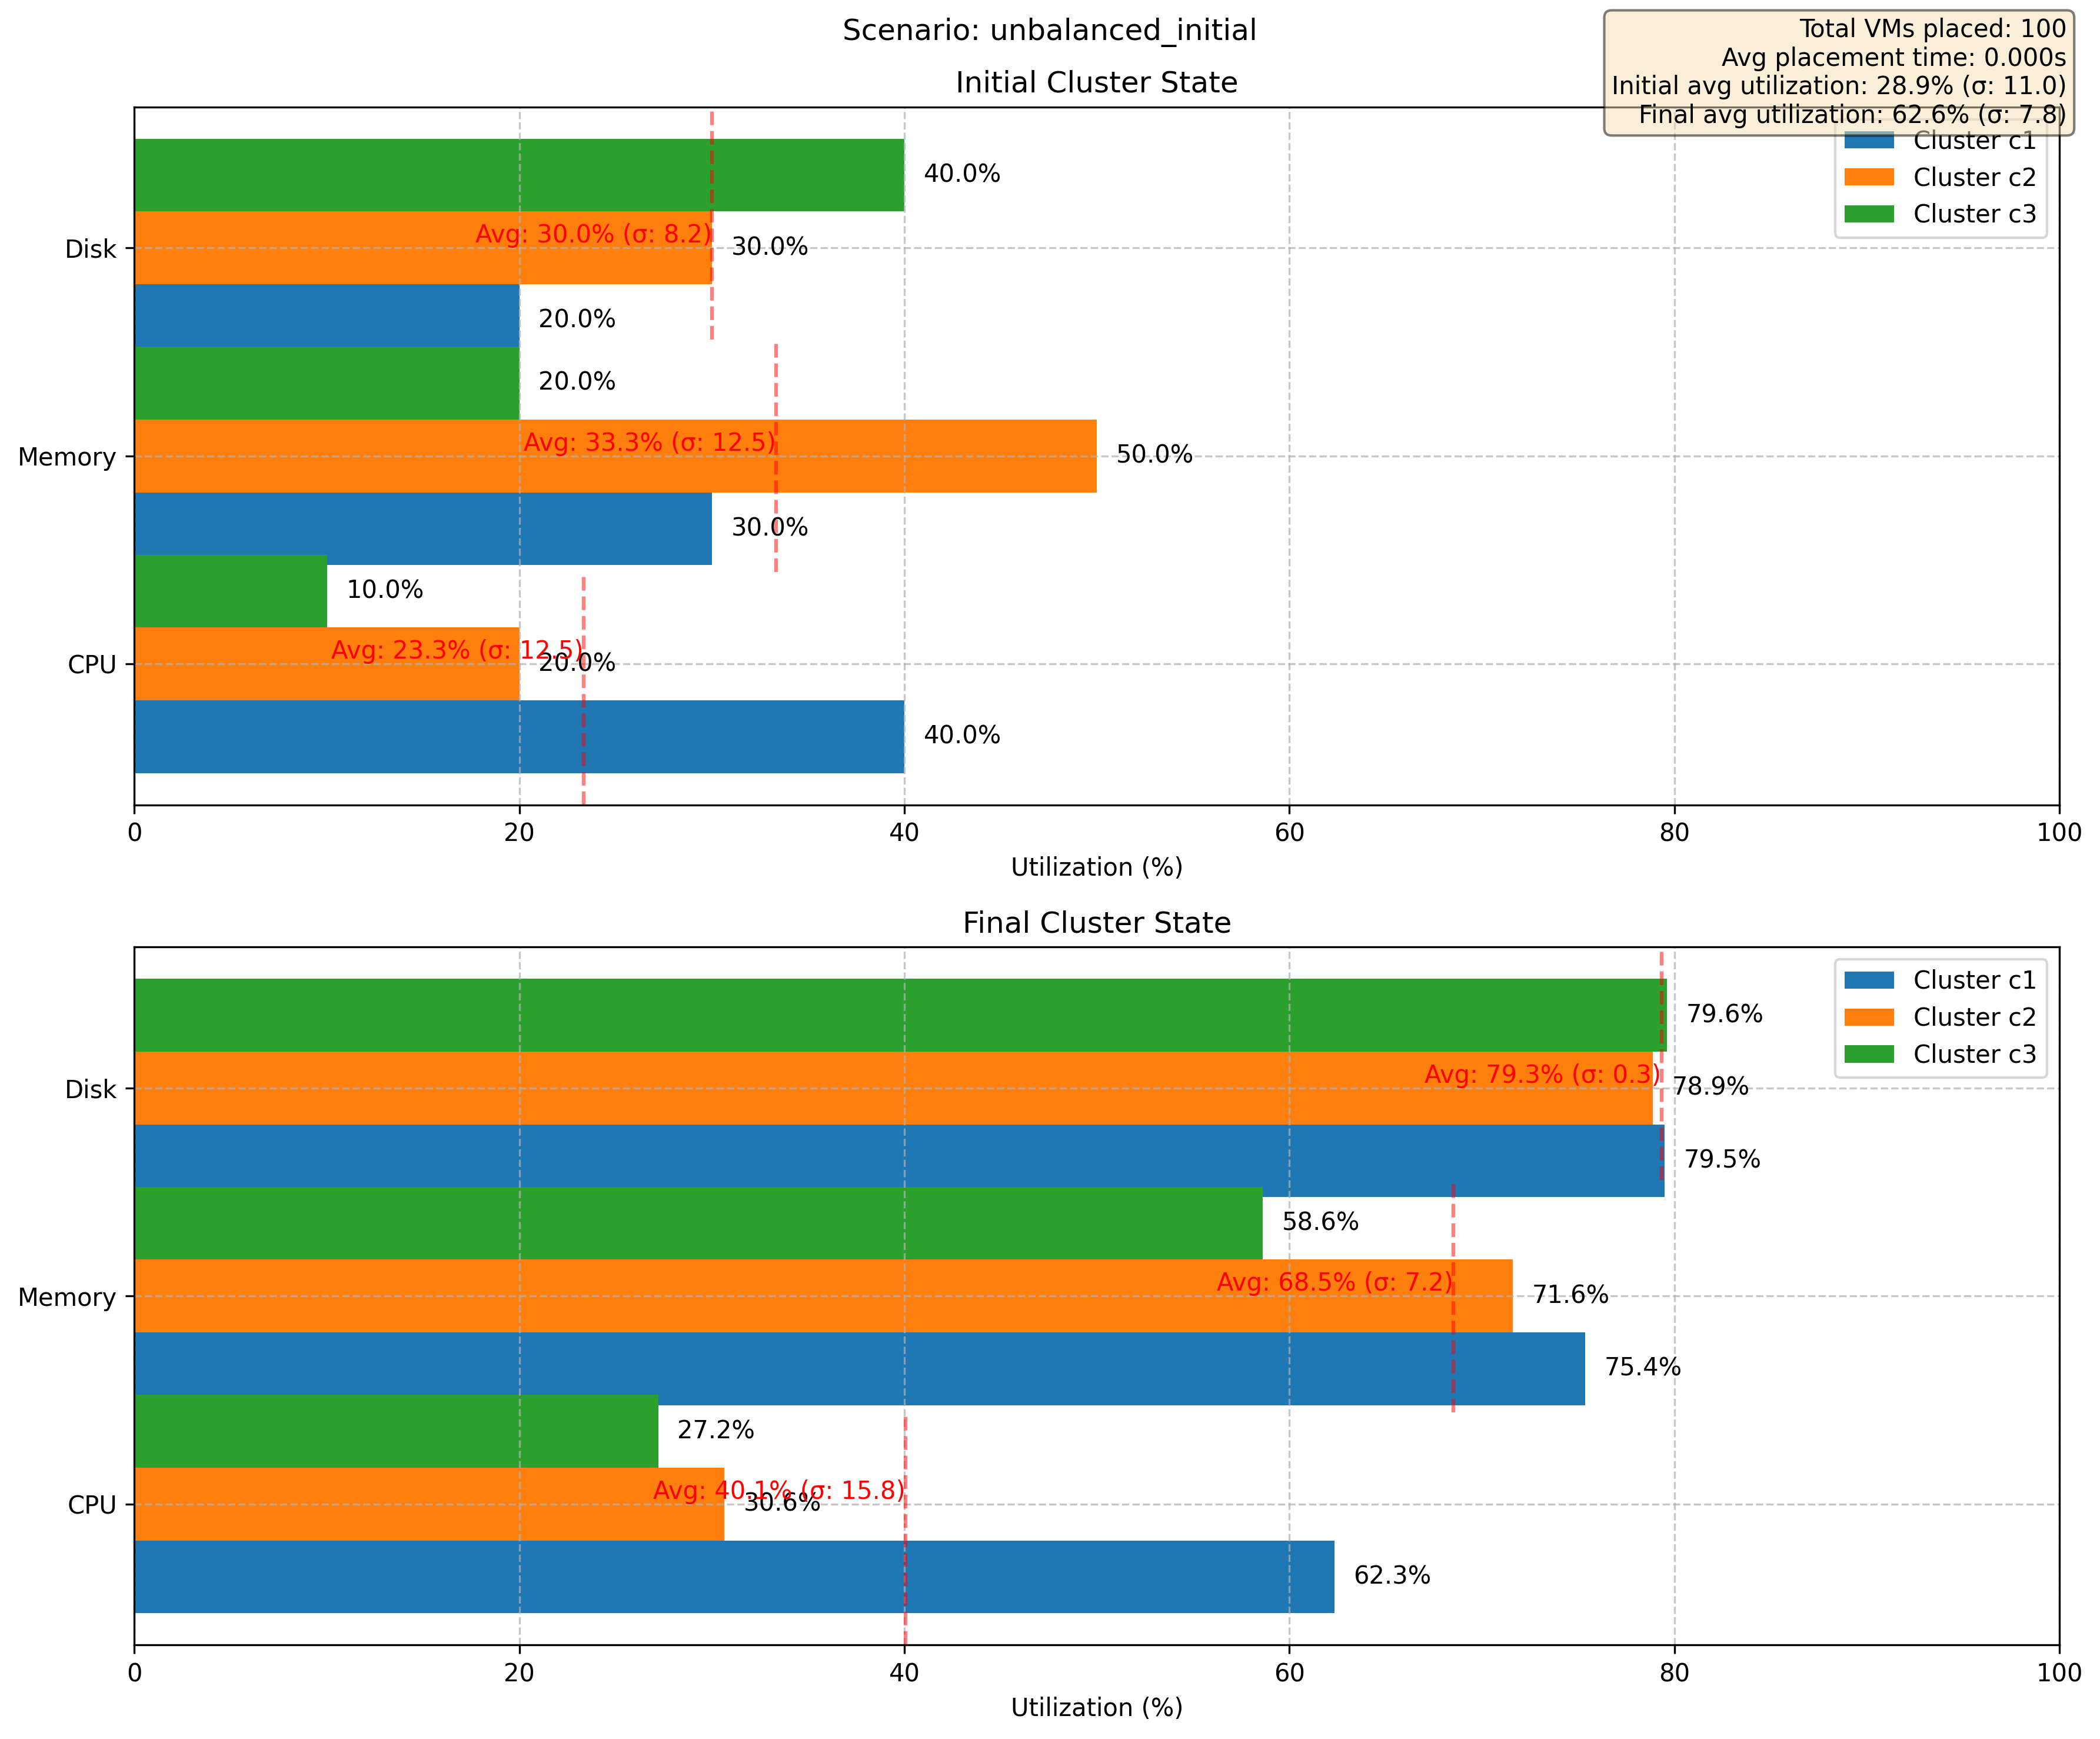 Scenario: unbalanced_initial
Total VMs placed: 100
Avg placement time: 0.000s
Initial avg utilization: 28.9% (σ: 11.0)
Final avg utilization: 62.6% (σ: 7.8)
Initial Cluster State
Cluster c1
Cluster c2
Cluster c3
40.0%
Avg: 30.0% (σ: 8.2)
Disk
30.0%
20.0%
20.0%
Avg: 33.3% (σ: 12.5)
Memory
50.0%
30.0%
10.0%
Avg: 23.3% (σ: 12.5)
CPU
20.0%
40.0%
0 20 40 60 80 100
Utilization (%)
Final Cluster State
Cluster c1
Cluster c2
Cluster c3
79.6%
Avg: 79.3% (σ: 0.3)
Disk
78.9%
79.5%
58.6%
Avg: 68.5% (σ: 7.2)
Memory
71.6%
75.4%
27.2%
Avg: 40.1% (σ: 15.8)
CPU
30.6%
62.3%
0 20 40 60 80 100
Utilization (%)